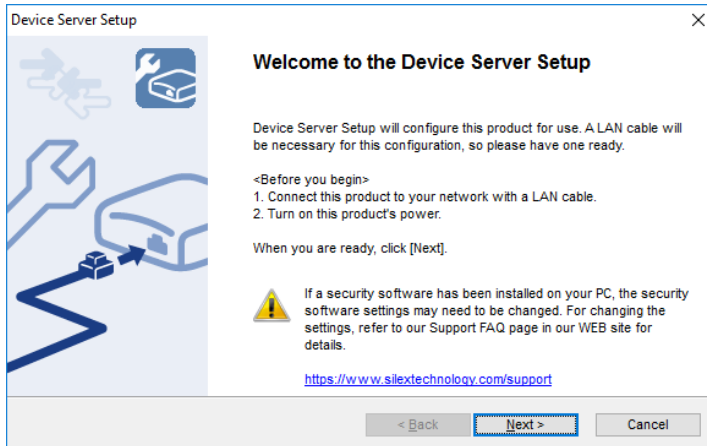 Device Server Setup
Welcome to the Device Server Setup
Device Server Setup will configure this product for use. A LAN cable will
be necessary for this configuration, so please have one ready.
<Before you begin>
1. Connect this product to your network with a LAN cable.
2. Turn on this product's power.
When you are ready, click [Next].
If a security software has been installed on your PC, the security
software settings may need to be changed. For changing the
settings, refer to our Support FAQ page in our WEB site for
details.
https://www.silextechnology.com/support
< Back Next > Cancel